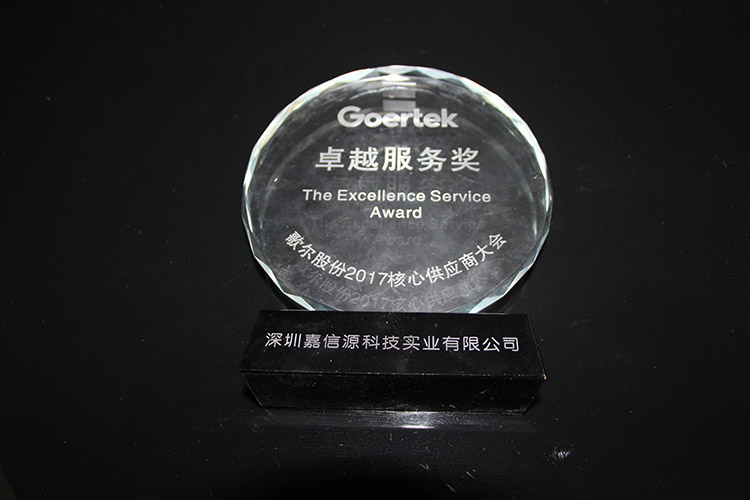 Goertek
卓越服务奖
The Excellence Service
Award
歌尔股份2017核心供应商大会
深圳嘉信源科技实业有限公司